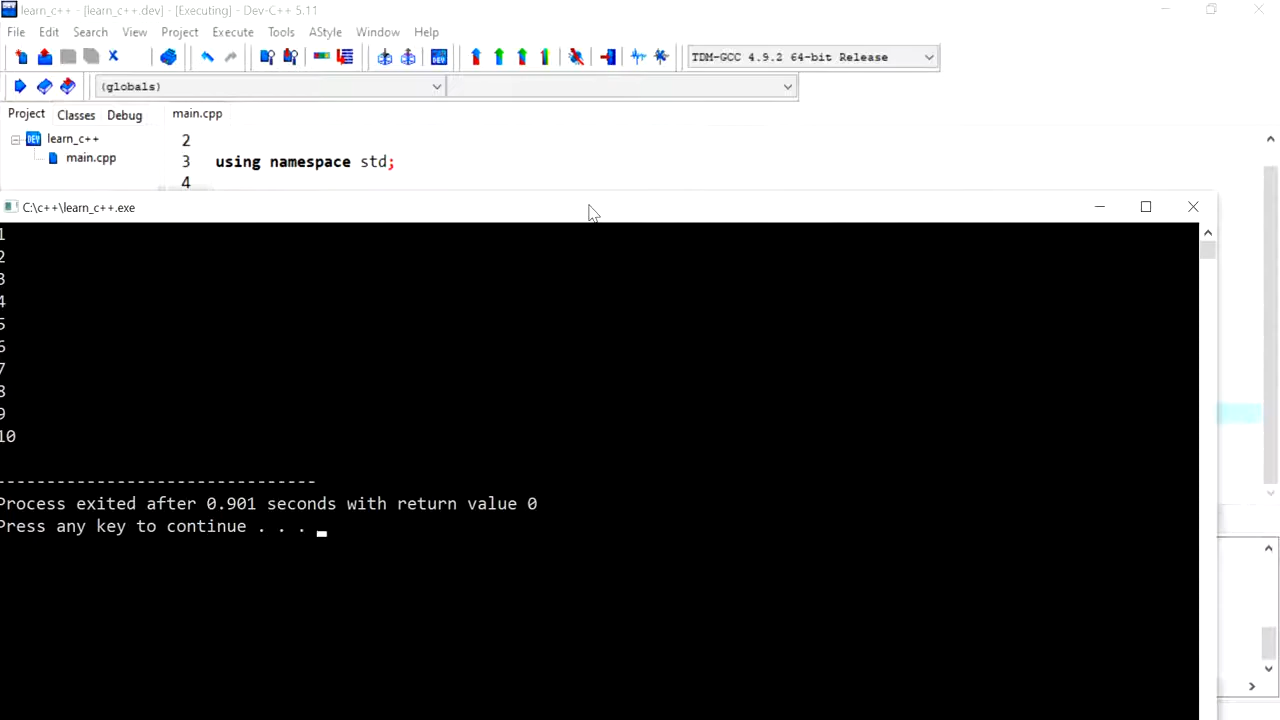 learn_c++ - [learn_c++.dev] - [Executing] - Dev-C++ 5.11
File Edit Search View Project Execute Tools AStyle Window Help
TDM-GCC 4.9.2 64-bit Release
(globals)
Project Classes Debug
main.cpp
learn_c++
main.cpp
2
3 using namespace std;
4
C:\c++\learn_c++.exe
1
2
3
4
5
6
7
8
9
10
--------------------------------
Process exited after 0.901 seconds with return value 0
Press any key to continue . . .